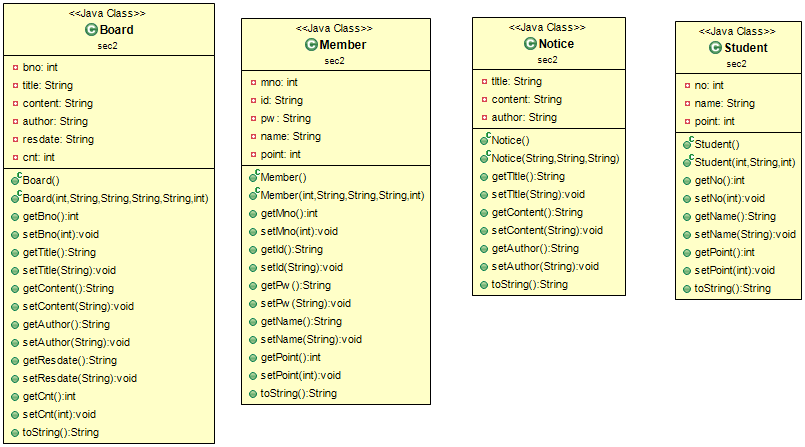 <<Java Class>>
Board
sec2
bno: int
title: String
content: String
author: String
resdate: String
cnt: int
Board()
Board(int,String,String,String,String,int)
getBno():int
setBno(int):void
getTitle():String
setTitle(String):void
getContent():String
setContent(String):void
getAuthor():String
setAuthor(String):void
getResdate():String
setResdate(String):void
getCnt():int
setCnt(int):void
toString():String
<<Java Class>>
Member
sec2
mno: int
id: String
pw: String
name: String
point: int
Member()
Member(int,String,String,String,int)
getMno():int
setMno(int):void
getId():String
setId(String):void
getPw():String
setPw(String):void
getName():String
setName(String):void
getPoint():int
setPoint(int):void
toString():String
<<Java Class>>
Notice
sec2
title: String
content: String
author: String
Notice()
Notice(String,String,String)
getTitle():String
setTitle(String):void
getContent():String
setContent(String):void
getAuthor():String
setAuthor(String):void
toString():String
<<Java Class>>
Student
sec2
no: int
name: String
point: int
Student()
Student(int,String,int)
getNo():int
setNo(int):void
getName():String
setName(String):void
getPoint():int
setPoint(int):void
toString():String